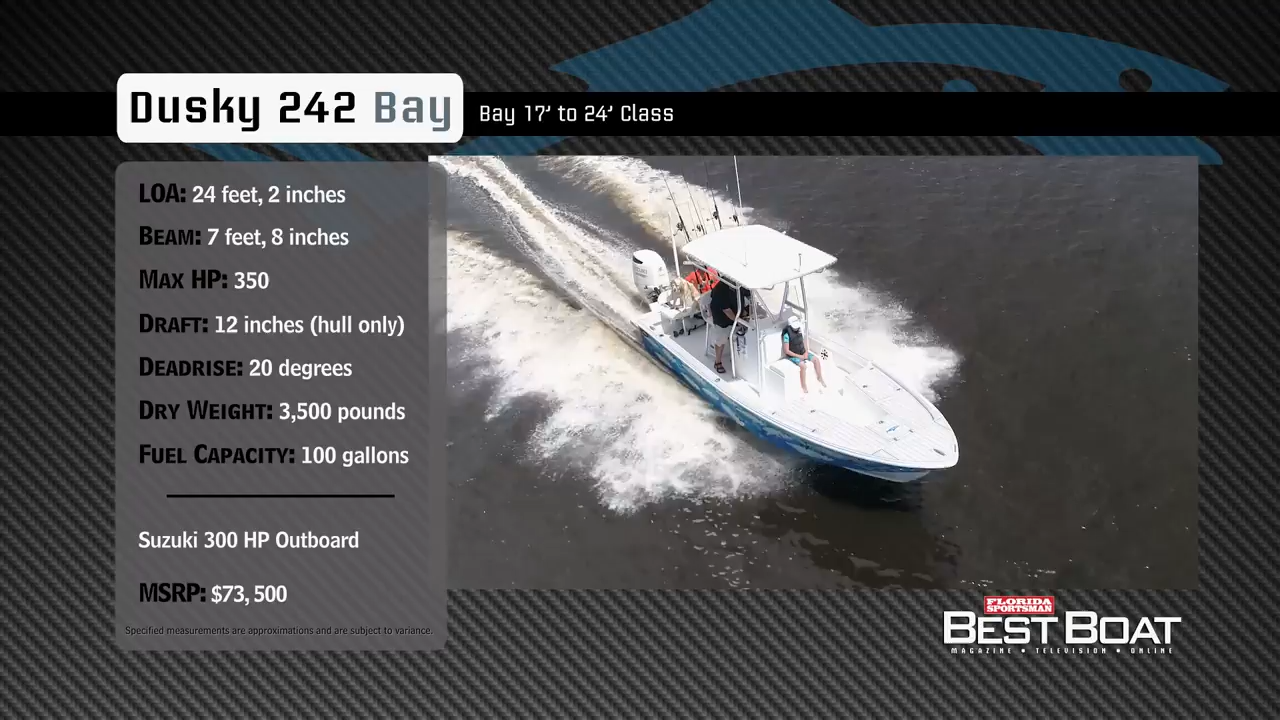 Dusky 242 Bay
Bay 17' to 24' Class
LOA: 24 feet, 2 inches
BEAM: 7 feet, 8 inches
MAX HP: 350
DRAFT: 12 inches (hull only)
DEADRISE: 20 degrees
DRY WEIGHT: 3,500 pounds
FUEL CAPACITY: 100 gallons
Suzuki 300 HP Outboard
MSRP: $73,500
Specified measurements are approximations and are subject to variance.
FLORIDA
SPORTSMAN
BEST BOAT
MAGAZINE • TELEVISION • ONLINE